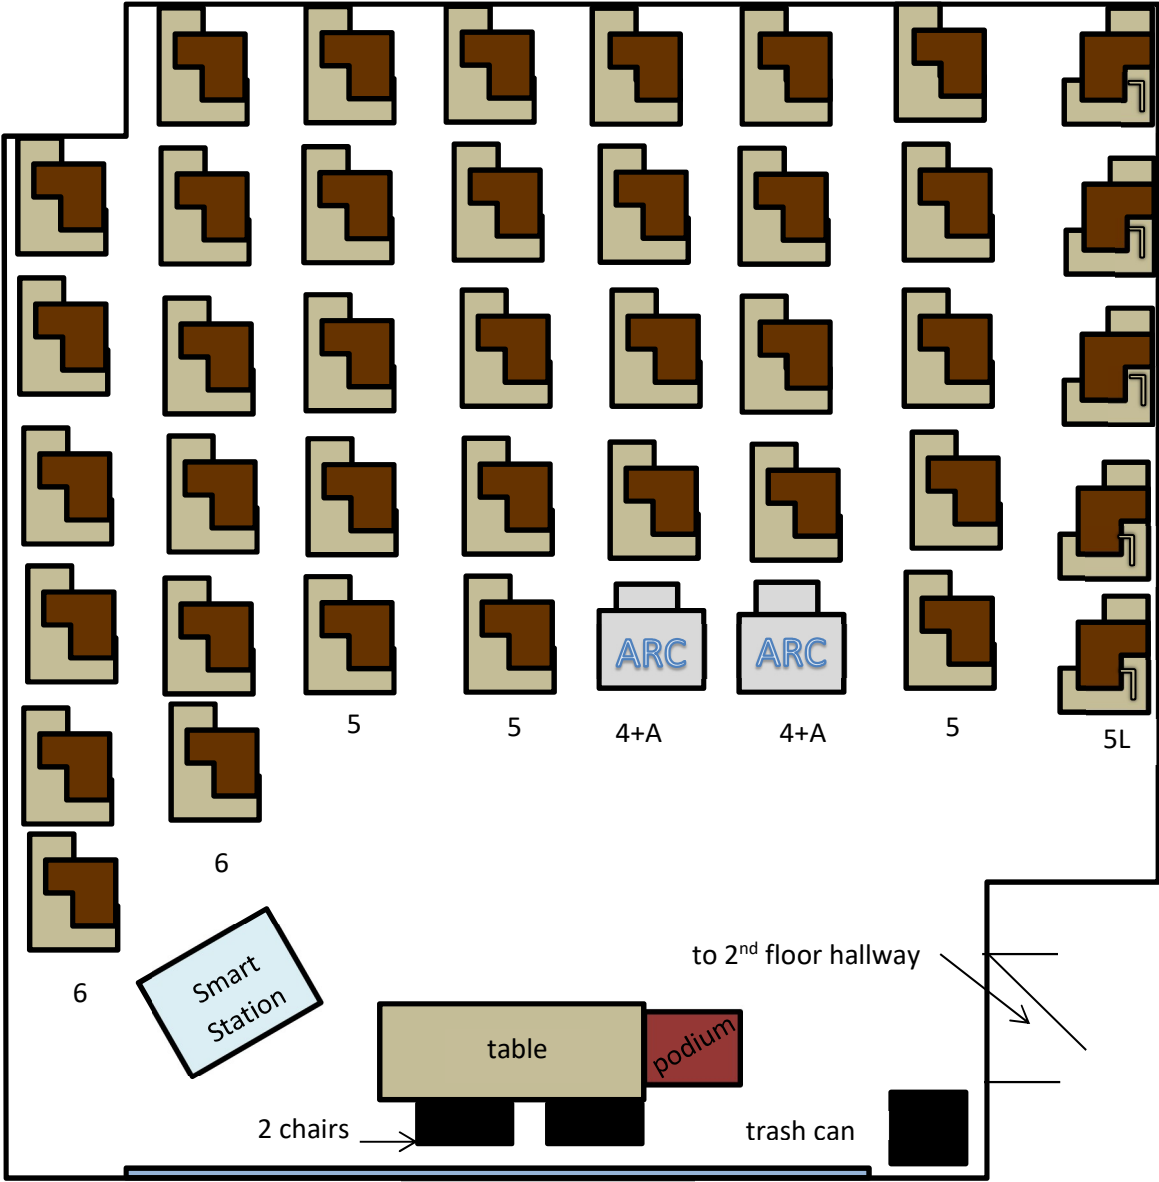 ARC
ARC
5
5
4+A
4+A
5
5L
6
6
Smart
Station
to 2nd floor hallway
table
podium
2 chairs
trash can